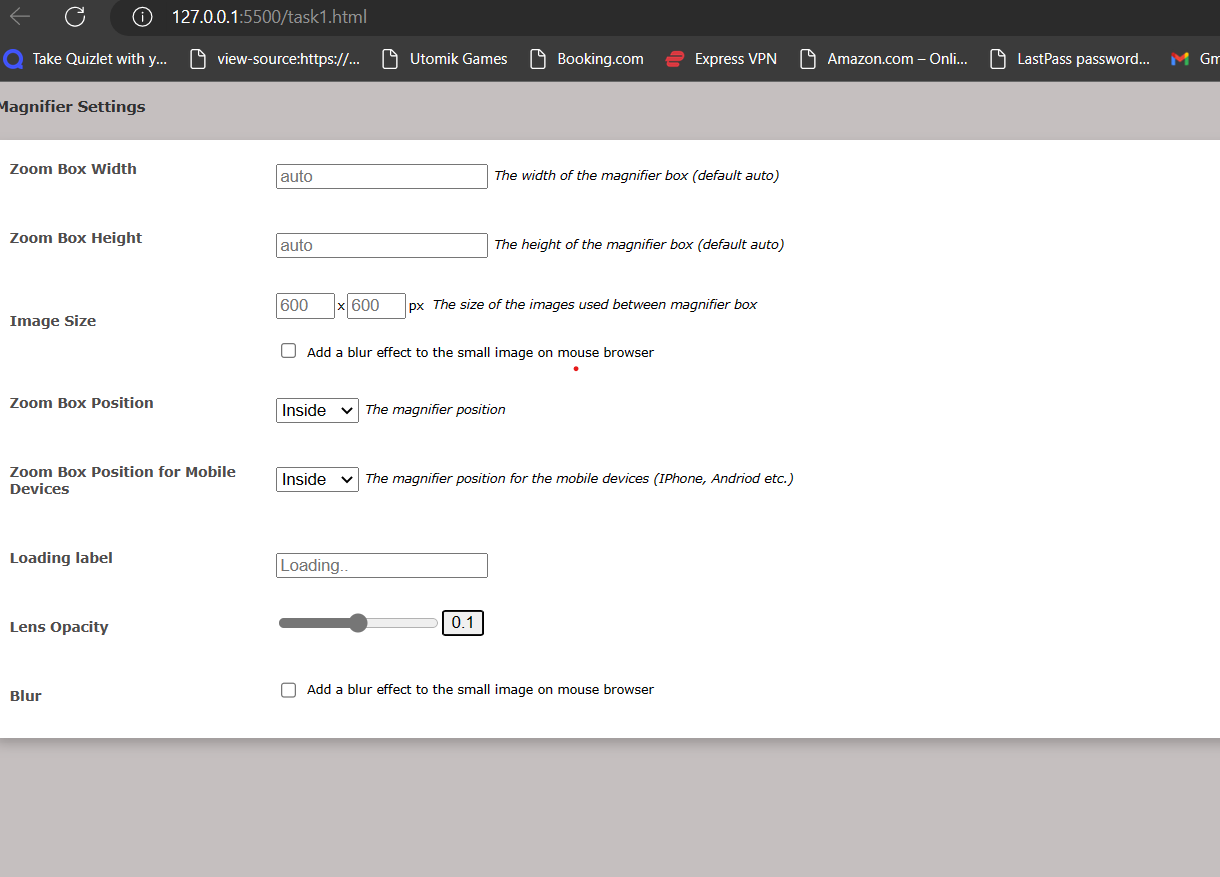 127.0.0.1:5500/task1.html
Take Quizlet with y... view-source:https://... Utomik Games Booking.com Express VPN Amazon.com – Onli... LastPass password... Gm
Magnifier Settings
Zoom Box Width auto The width of the magnifier box (default auto)
Zoom Box Height auto The height of the magnifier box (default auto)
600 x 600 px The size of the images used between magnifier box
Image Size
Add a blur effect to the small image on mouse browser
Zoom Box Position Inside The magnifier position
Zoom Box Position for Mobile Devices Inside The magnifier position for the mobile devices (IPhone, Andriod etc.)
Loading label Loading..
Lens Opacity 0.1
Blur Add a blur effect to the small image on mouse browser